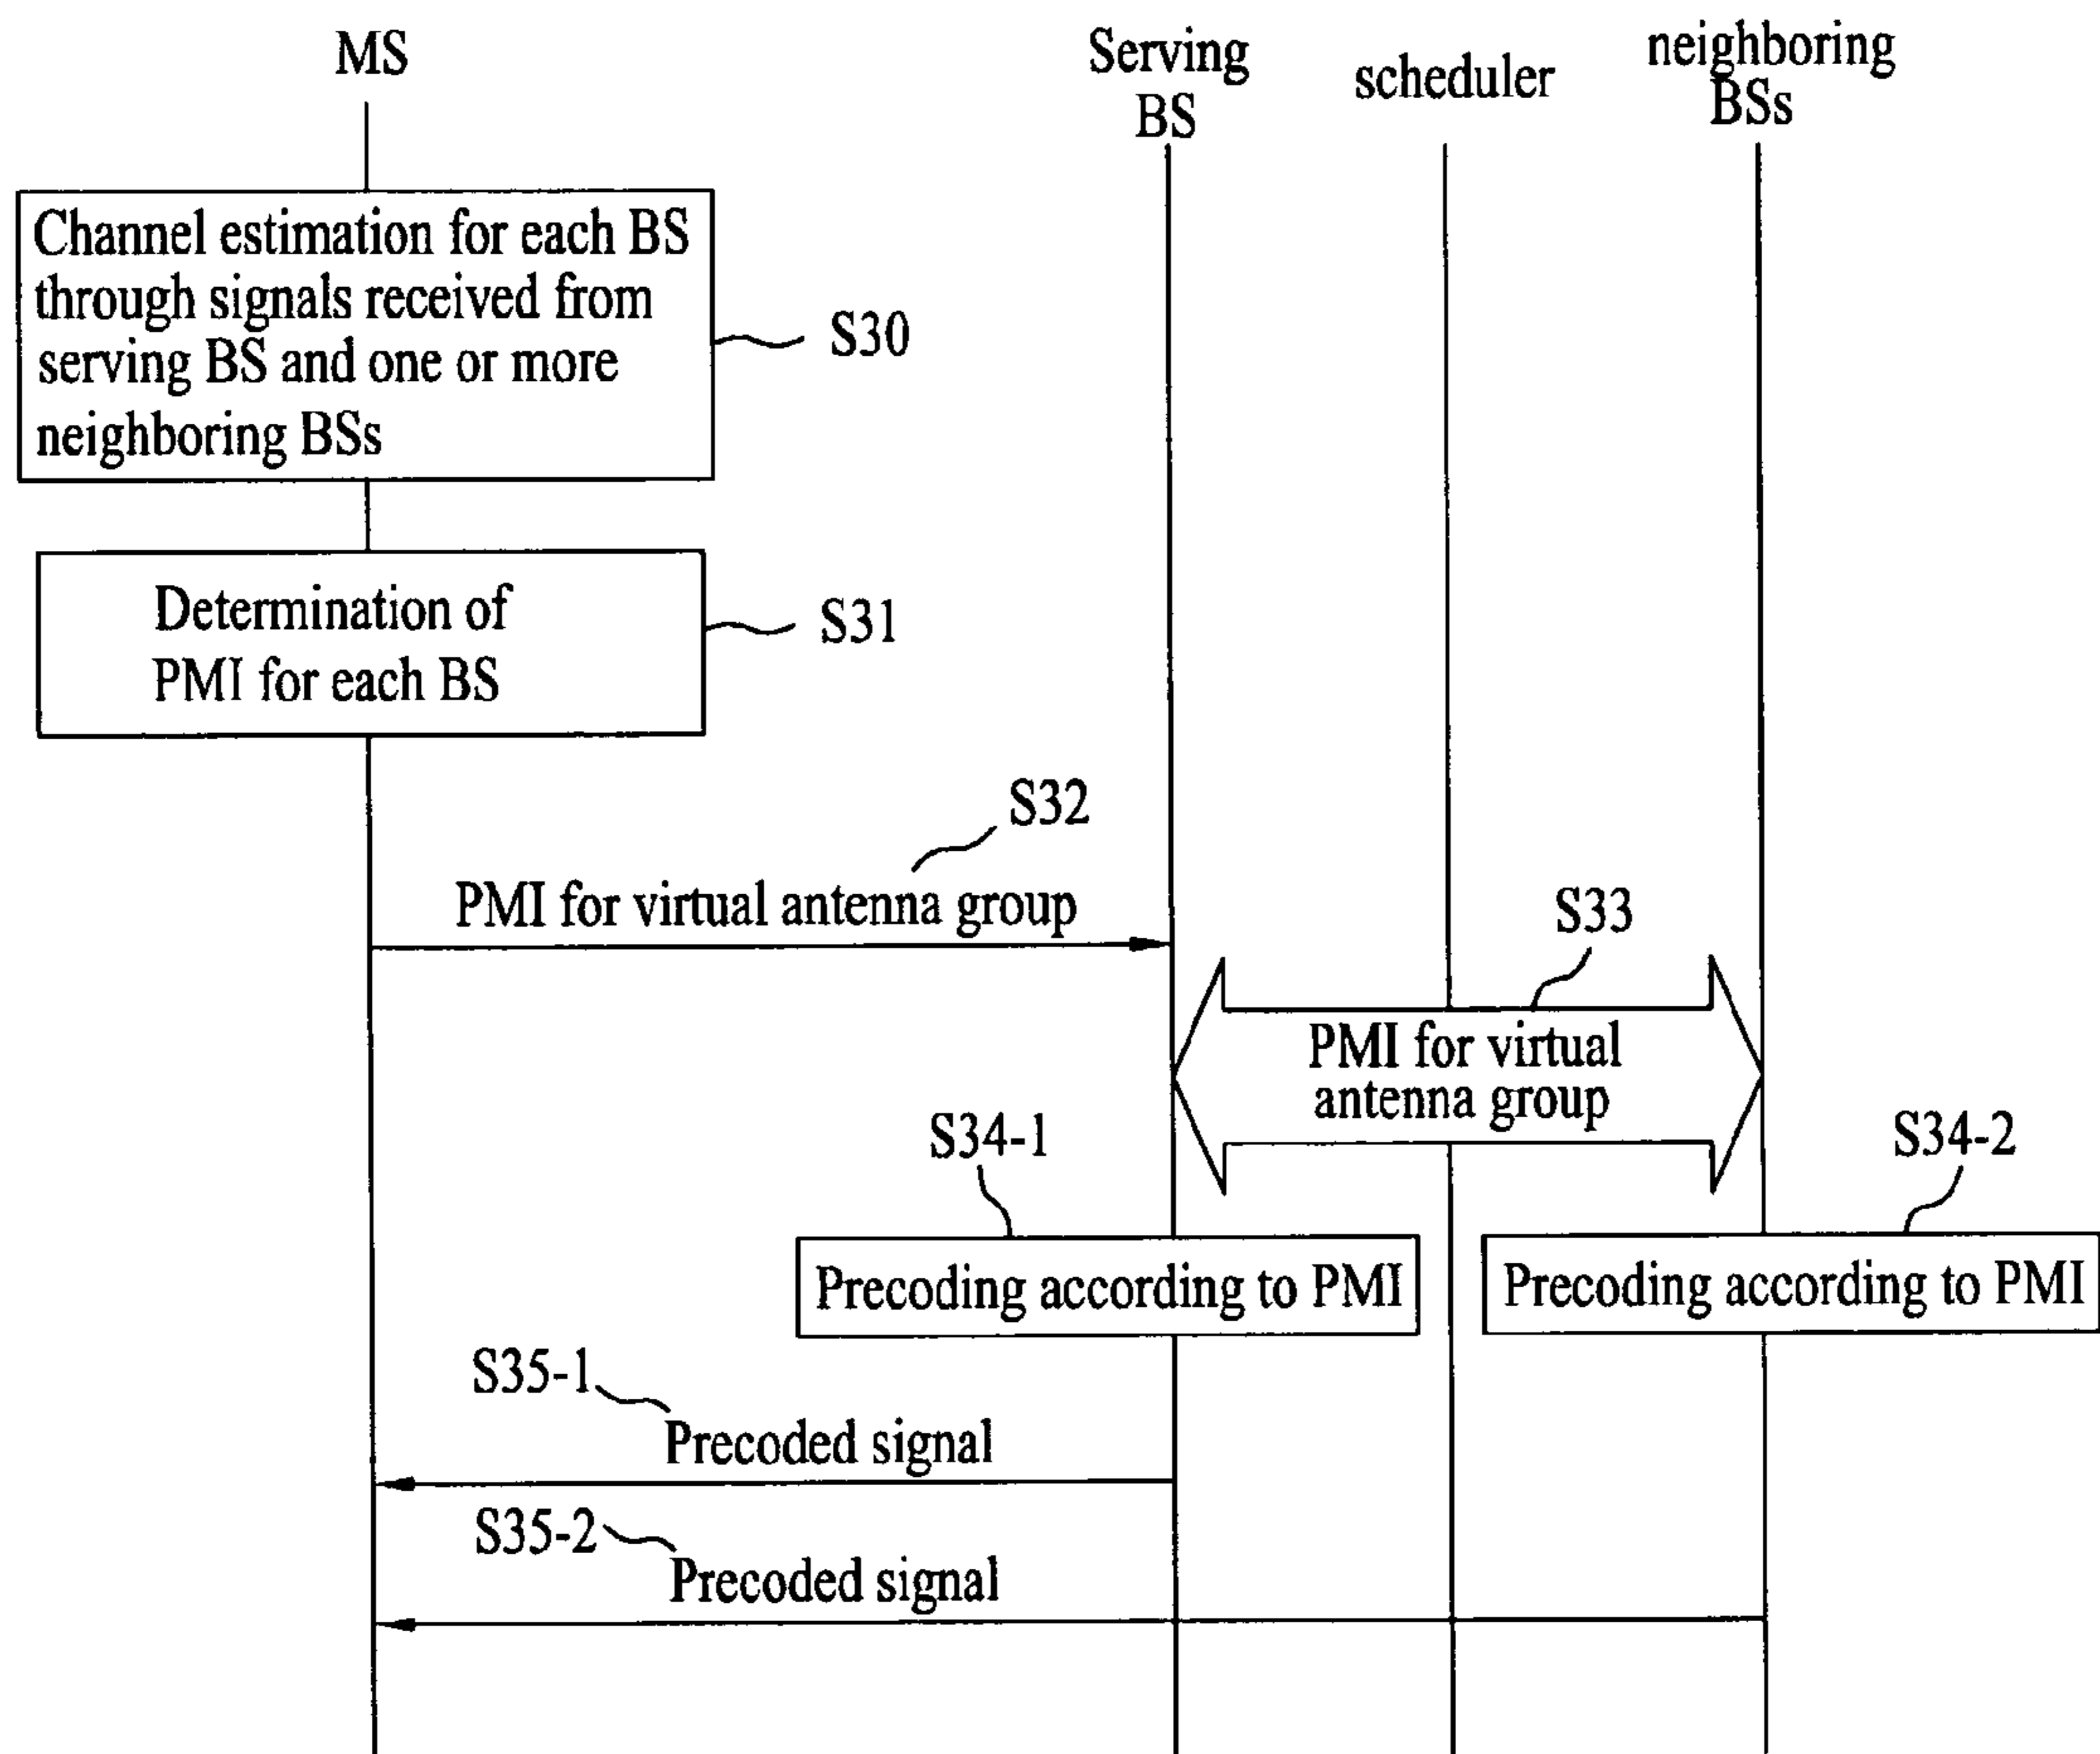 MS
Serving
BS
scheduler
neighboring
BSs
Channel estimation for each BS
through signals received from
serving BS and one or more
neighboring BSs
S30
Determination of
PMI for each BS
S31
S32
PMI for virtual antenna group
S33
PMI for virtual
antenna group
S34-1
S34-2
Precoding according to PMI
Precoding according to PMI
S35-1
Precoded signal
S35-2
Precoded signal